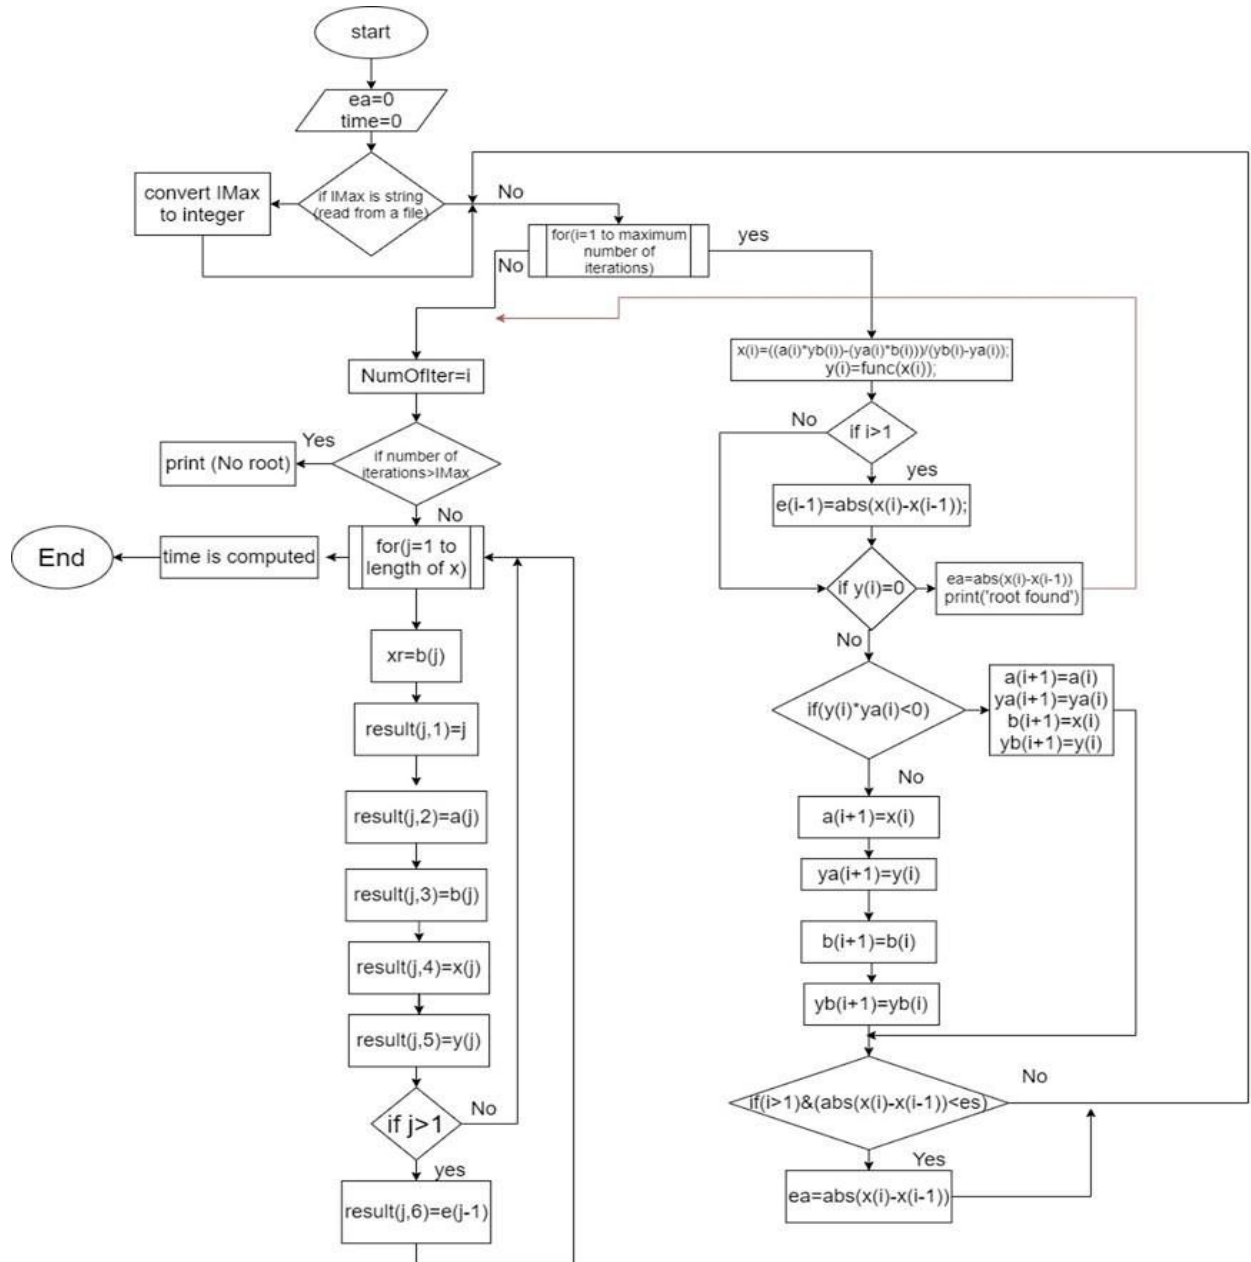 start
ea=0
time=0
if IMax is string
(read from a file)
convert IMax
to integer
No
for(i=1 to maximum
number of
iterations)
yes
No
x(i)=((a(i)*yb(i))-(ya(i)*b(i)))/(yb(i)-ya(i));
y(i)=func(x(i));
NumOfIter=i
if i>1
No
yes
if number of
iterations>IMax
Yes
print (No root)
No
e(i-1)=abs(x(i)-x(i-1));
for(j=1 to
length of x)
time is computed
End
if y(i)=0
ea=abs(x(i)-x(i-1))
print('root found')
No
xr=b(j)
if(y(i)*ya(i)<0)
a(i+1)=a(i)
ya(i+1)=ya(i)
b(i+1)=x(i)
yb(i+1)=y(i)
result(j,1)=j
No
a(i+1)=x(i)
result(j,2)=a(j)
ya(i+1)=y(i)
result(j,3)=b(j)
b(i+1)=b(i)
result(j,4)=x(j)
yb(i+1)=yb(i)
result(j,5)=y(j)
if(i>1)&(abs(x(i)-x(i-1))<es)
No
if j>1
No
yes
Yes
result(j,6)=e(j-1)
ea=abs(x(i)-x(i-1))